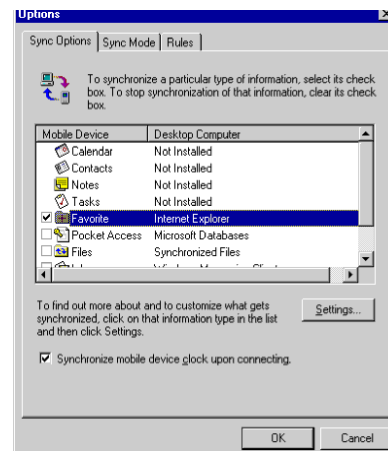 Options
Sync Options Sync Mode Rules
To synchronize a particular type of information, select its check
box. To stop synchronization of that information, clear its check
box.
Mobile Device Desktop Computer
Calendar Not Installed
Contacts Not Installed
Notes Not Installed
Tasks Not Installed
Favorite Internet Explorer
Pocket Access Microsoft Databases
Files Synchronized Files
To find out more about and to customize what gets
synchronized, click on that information type in the list
and then click Settings.
Settings...
Synchronize mobile device clock upon connecting.
OK Cancel